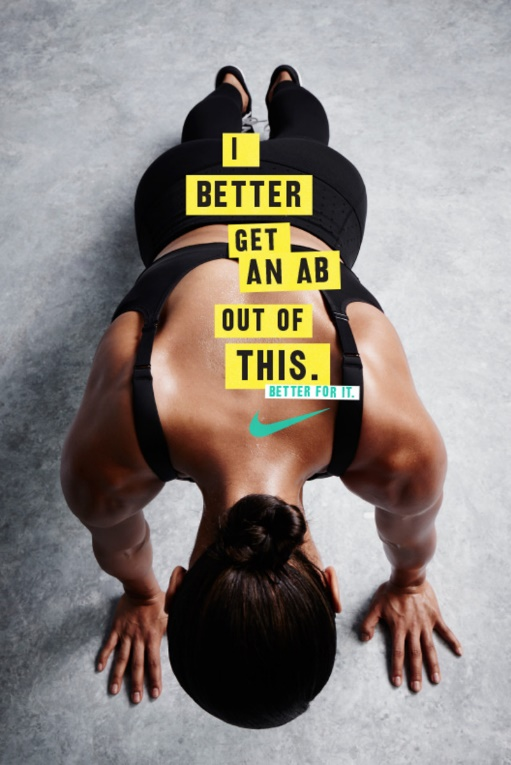 I
BETTER
GET
AN AB
OUT OF
THIS.
BETTER FOR IT.